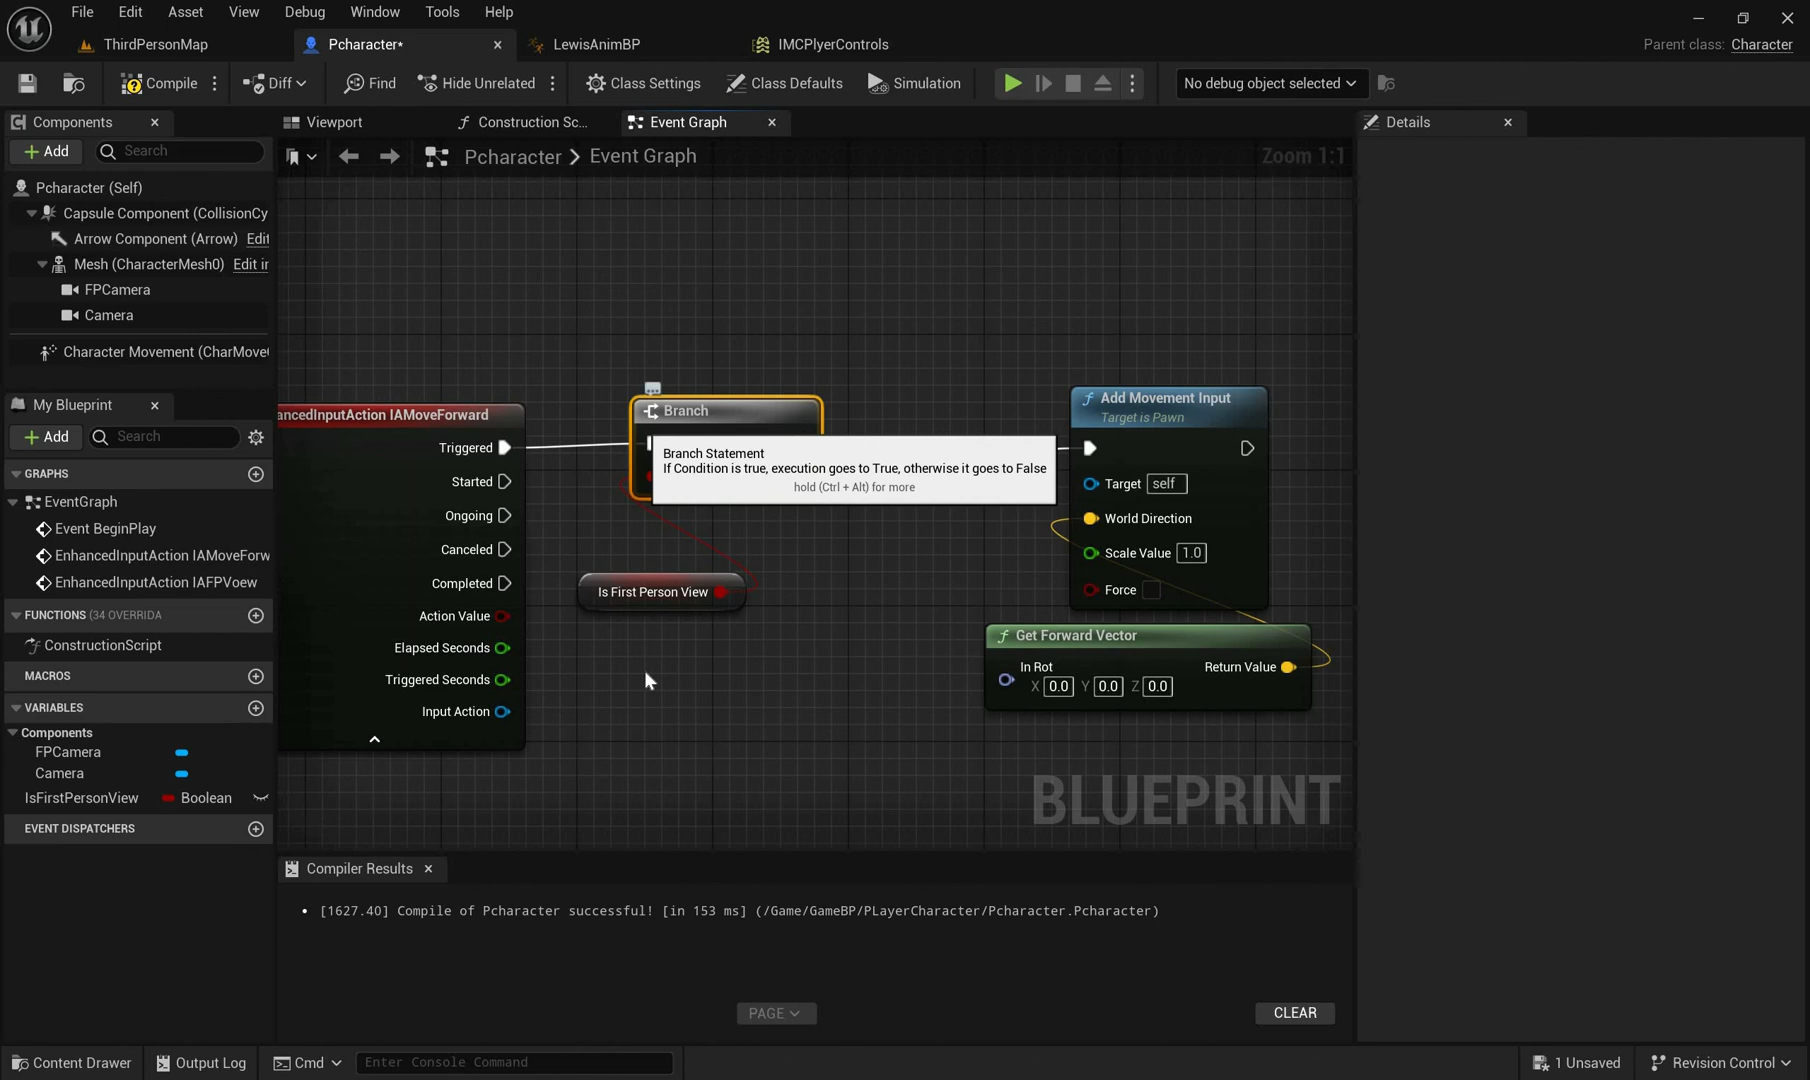 File Edit Asset View Debug Window Tools Help
ThirdPersonMap Pcharacter* LewisAnimBP IMCPlyerControls Parent class: Character
Compile Diff Find Hide Unrelated Class Settings Class Defaults Simulation No debug object selected
Components Viewport Construction Sc... Event Graph Details
Add Search Pcharacter > Event Graph Zoom 1:1
Pcharacter (Self)
Capsule Component (CollisionCy
Arrow Component (Arrow) Edit
Mesh (CharacterMesh0) Edit in
FPCamera
Camera
Character Movement (CharMove
My Blueprint
Add Search
GRAPHS
EventGraph
Event BeginPlay
EnhancedInputAction IAMoveForw
EnhancedInputAction IAFPVoew
FUNCTIONS (34 OVERRIDA
ConstructionScript
MACROS
VARIABLES
Components
FPCamera
Camera
IsFirstPersonView Boolean
EVENT DISPATCHERS
ancedInputAction IAMoveForward
Triggered
Started
Ongoing
Canceled
Completed
Action Value
Elapsed Seconds
Triggered Seconds
Input Action
Branch
Branch Statement
If Condition is true, execution goes to True, otherwise it goes to False
hold (Ctrl + Alt) for more
Is First Person View
Add Movement Input
Target is Pawn
Target self
World Direction
Scale Value 1.0
Force
Get Forward Vector
In Rot Return Value
X 0.0 Y 0.0 Z 0.0
BLUEPRINT
Compiler Results
[1627.40] Compile of Pcharacter successful! [in 153 ms] (/Game/GameBP/PLayerCharacter/Pcharacter.Pcharacter)
PAGE CLEAR
Content Drawer Output Log Cmd Enter Console Command 1 Unsaved Revision Control